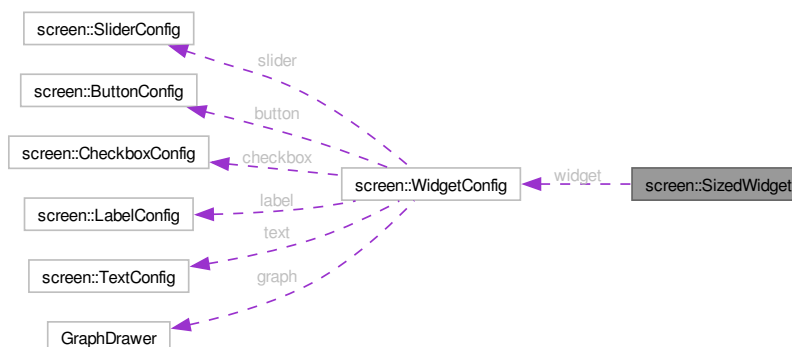 screen::SliderConfig
slider
screen::ButtonConfig
button
screen::CheckboxConfig
checkbox
screen::WidgetConfig
widget
screen::SizedWidget
screen::LabelConfig
label
text
screen::TextConfig
graph
GraphDrawer